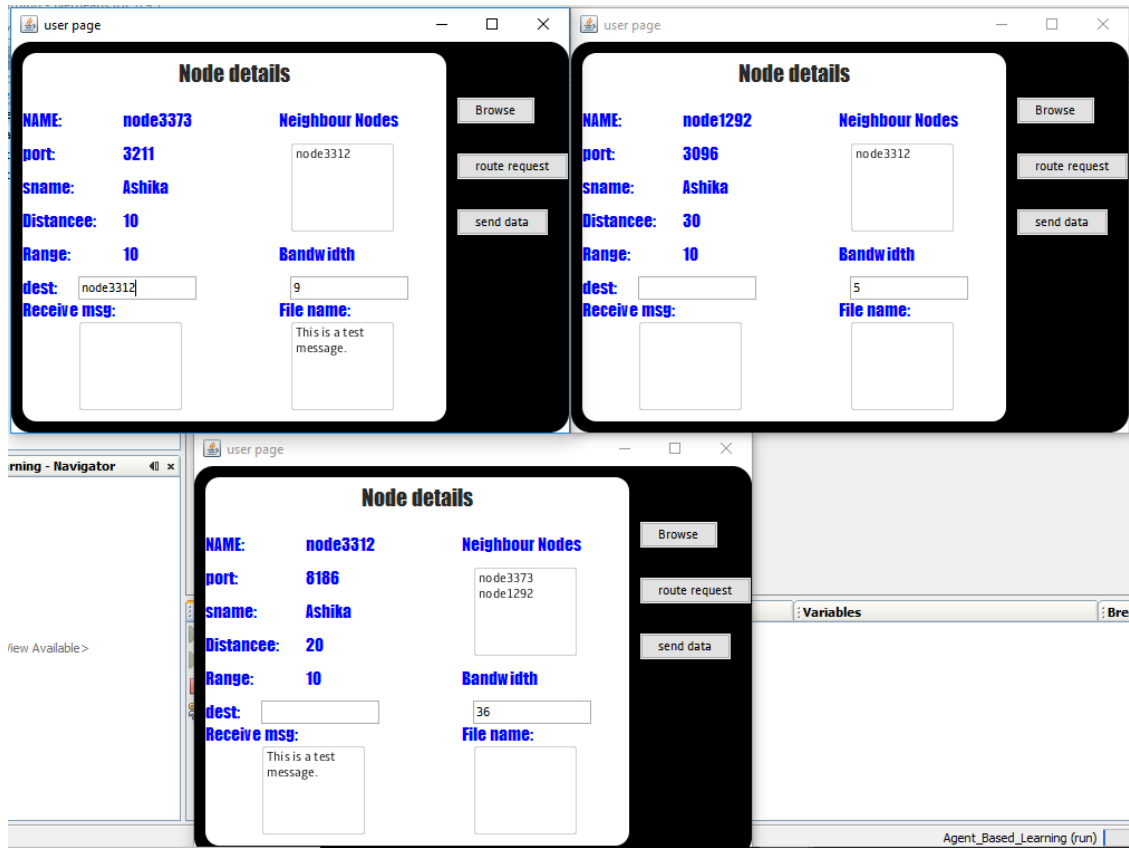 user page
Node details
NAME: node3373 Neighbour Nodes
Browse
port: 3211 node3312
route request
sname: Ashika
Distancee: 10
send data
Range: 10 Bandwidth
dest: node3312 9
Receive msg: File name:
This is a test
message.
user page
Node details
NAME: node1292 Neighbour Nodes
Browse
port: 3096 node3312
route request
sname: Ashika
Distancee: 30
send data
Range: 10 Bandwidth
dest: 5
Receive msg: File name:
rning - Navigator
user page
Node details
NAME: node3312 Neighbour Nodes
Browse
port: 8186 node3373
node1292
route request
sname: Ashika
Distancee: 20
send data
Range: 10 Bandwidth
dest: 36
Receive msg: File name:
This is a test
message.
View Available>
Variables
Bre
Agent_Based_Learning (run)